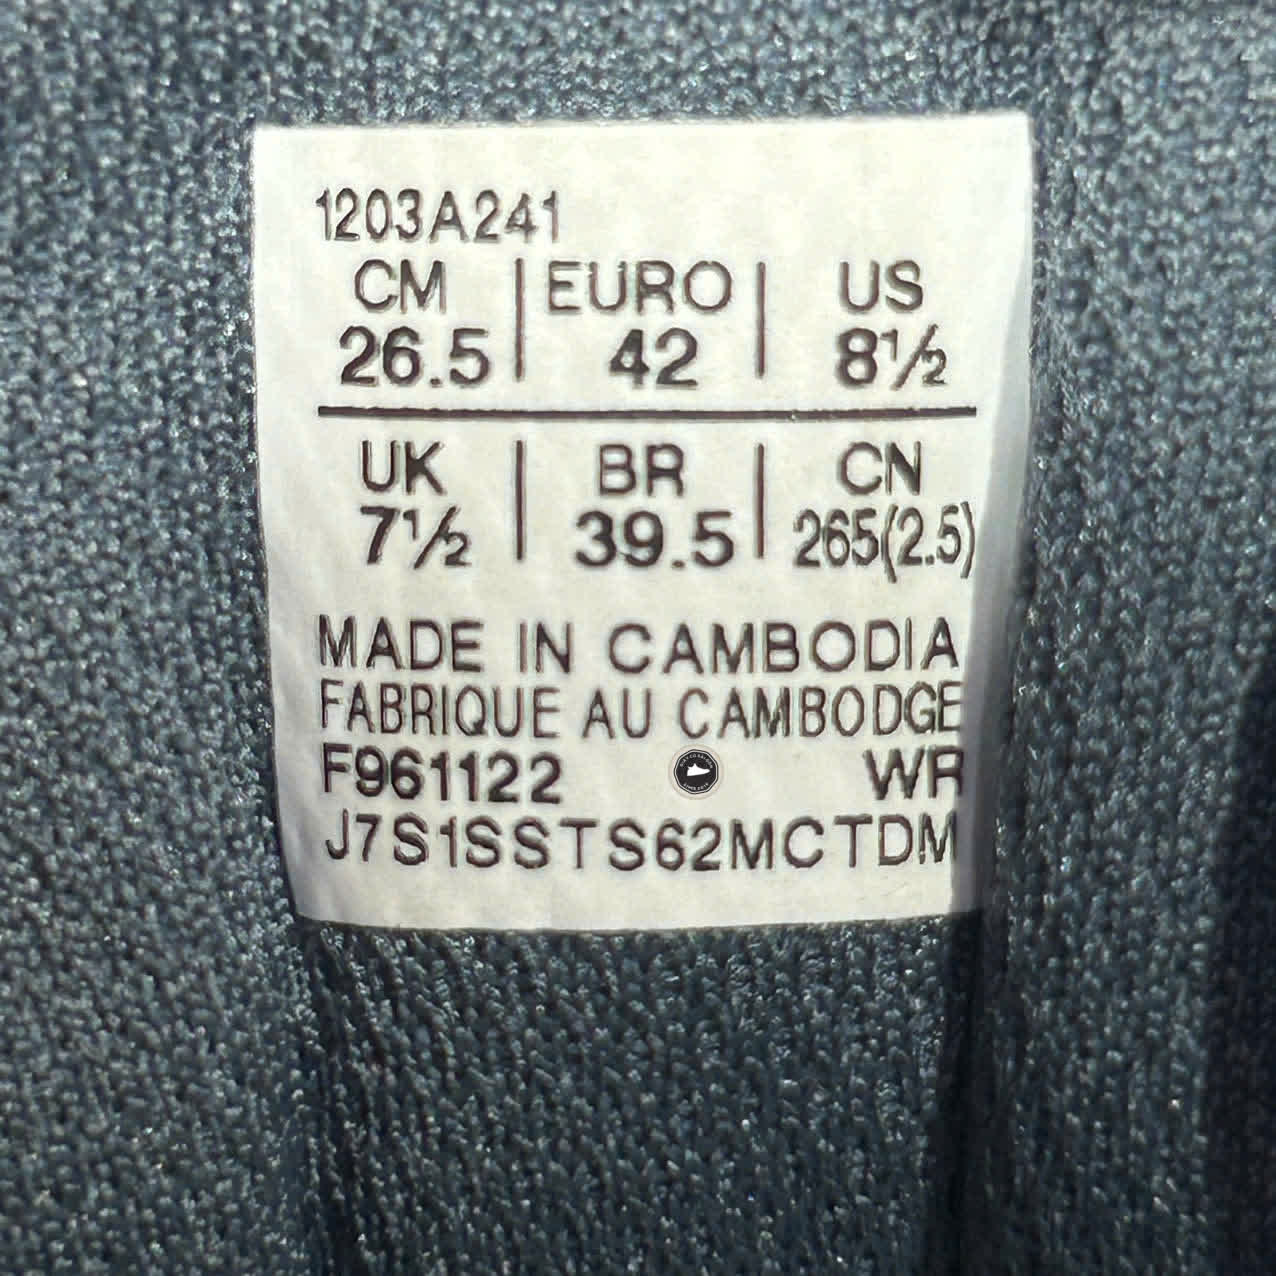 1203A241
CM | EURO | US
26.5 | 42 | 8½
UK | BR | CN
7½ | 39.5 | 265(2.5)
MADE IN CAMBODIA
FABRIQUE AU CAMBODGE
F961122 WR
J7S1SSTS62MCTDM